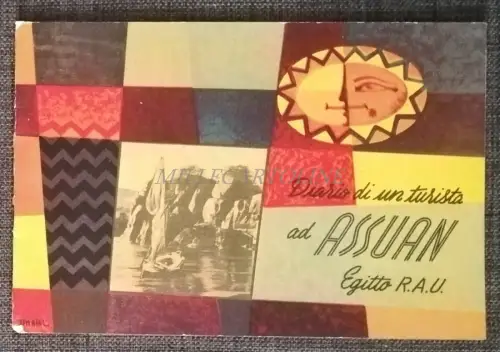 Diario di un turista
ad ASSUAN
Egitto R.A.U.